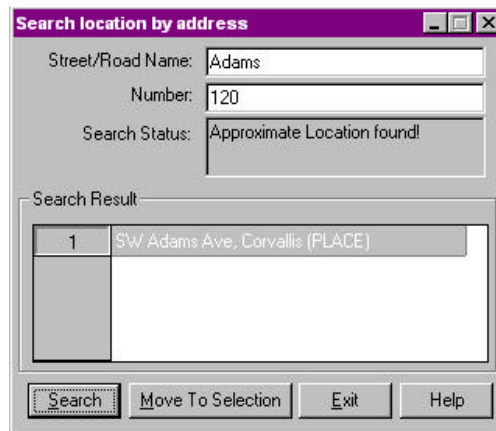 Search location by address
Street/Road Name: Adams
Number: 120
Search Status: Approximate Location found!
Search Result
1 SW Adams Ave, Corvallis (PLACE)
Search Move To Selection Exit Help